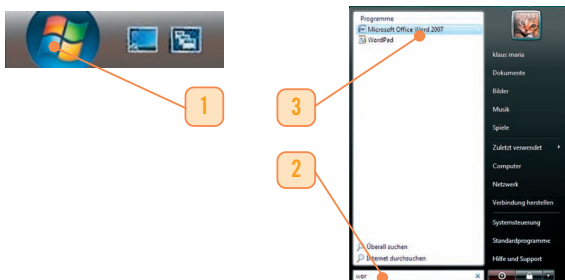 1
3
2
Programme
Microsoft Office Word 2007
WordPad
Überall suchen
Internet durchsuchen
wor
klaus maria
Dokumente
Bilder
Musik
Spiele
Zuletzt verwendet
Computer
Netzwerk
Verbindung herstellen
Systemsteuerung
Standardprogramme
Hilfe und Support